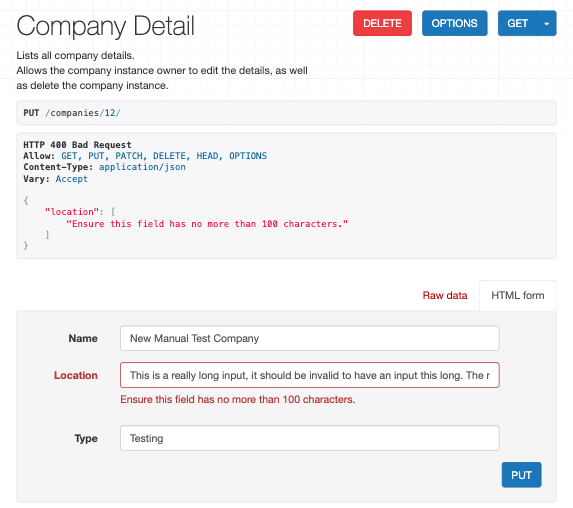 Company Detail
DELETE
OPTIONS
GET
Lists all company details.
Allows the company instance owner to edit the details, as well
as delete the company instance.
PUT /companies/12/
HTTP 400 Bad Request
Allow: GET, PUT, PATCH, DELETE, HEAD, OPTIONS
Content-Type: application/json
Vary: Accept
{
"location": [
"Ensure this field has no more than 100 characters."
]
}
Raw data
HTML form
Name
New Manual Test Company
Location
This is a really long input, it should be invalid to have an input this long. The r
Ensure this field has no more than 100 characters.
Type
Testing
PUT